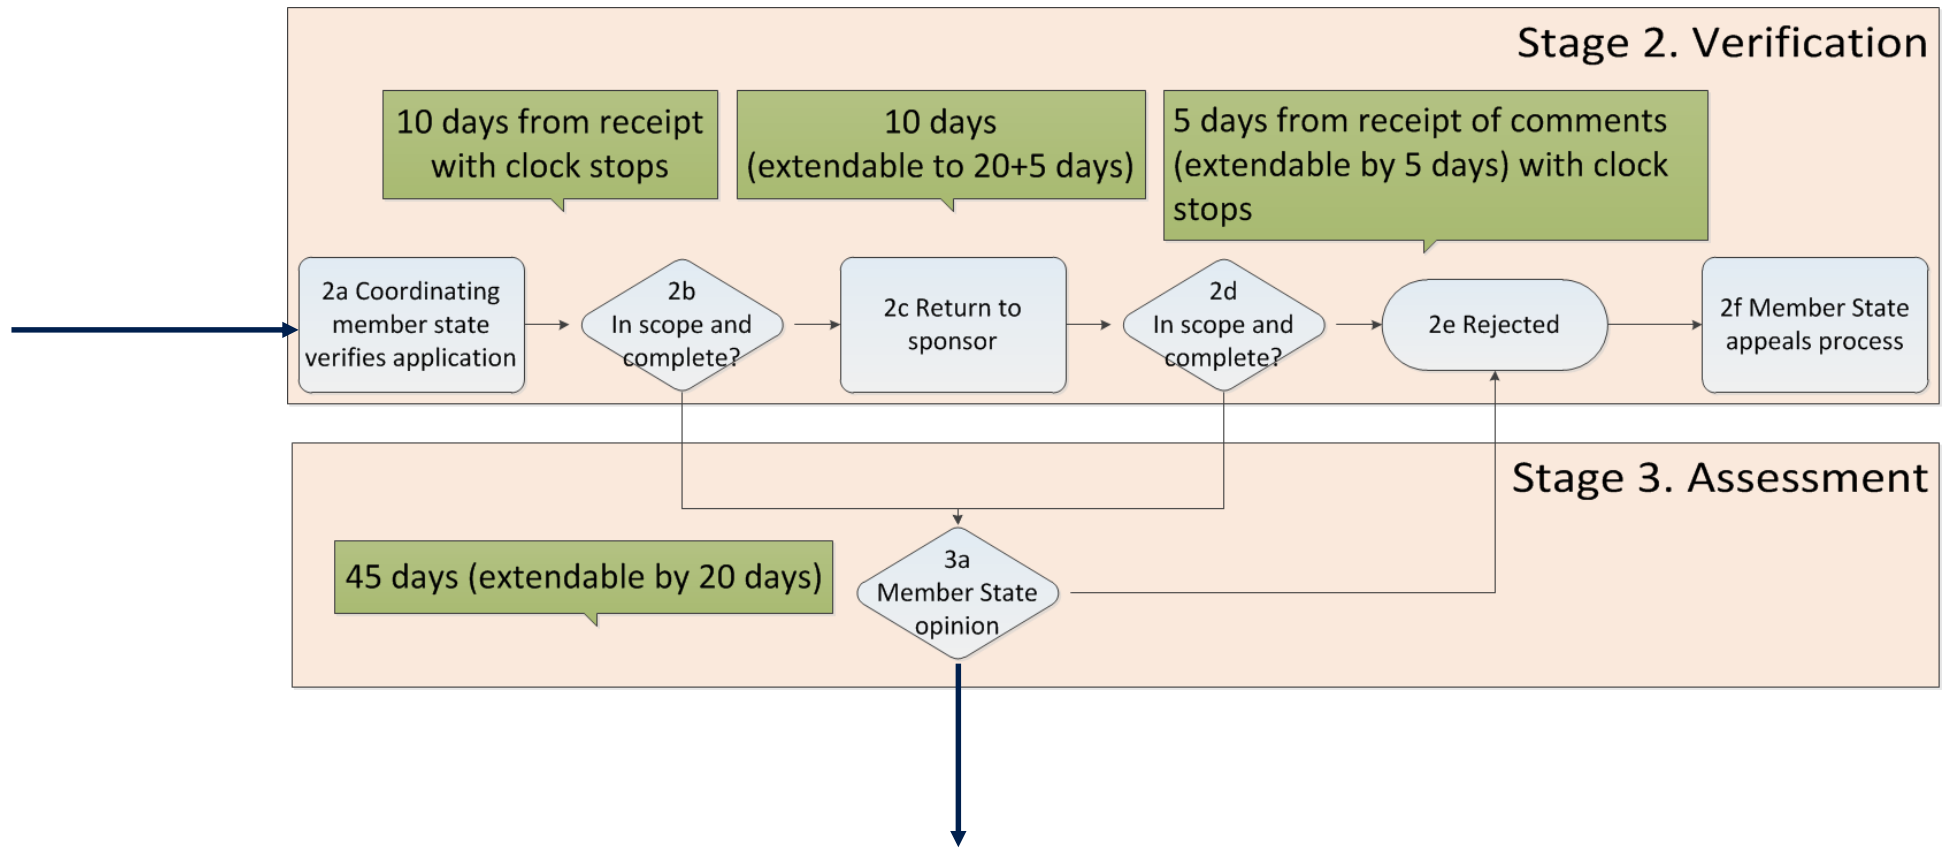 Stage 2. Verification
10 days from receipt
with clock stops
10 days
(extendable to 20+5 days)
5 days from receipt of comments
(extendable by 5 days) with clock
stops
2a Coordinating
member state
verifies application
2b
In scope and
complete?
2c Return to
sponsor
2d
In scope and
complete?
2e Rejected
2f Member State
appeals process
Stage 3. Assessment
45 days (extendable by 20 days)
3a
Member State
opinion